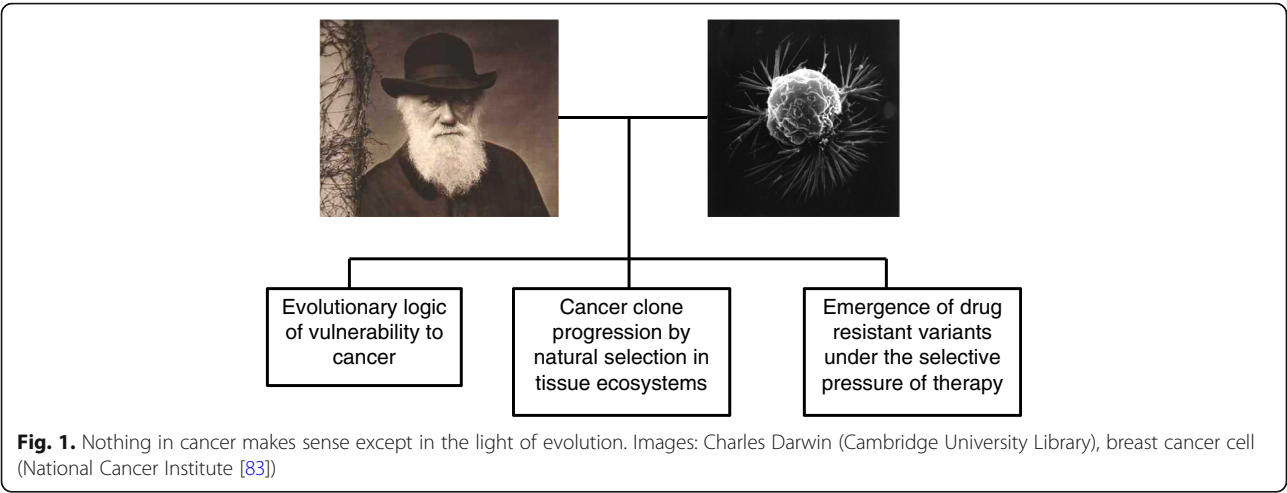 Evolutionary logic
of vulnerability to
cancer
Cancer clone
progression by
natural selection in
tissue ecosystems
Emergence of drug
resistant variants
under the selective
pressure of therapy
Fig. 1. Nothing in cancer makes sense except in the light of evolution. Images: Charles Darwin (Cambridge University Library), breast cancer cell
(National Cancer Institute [83])